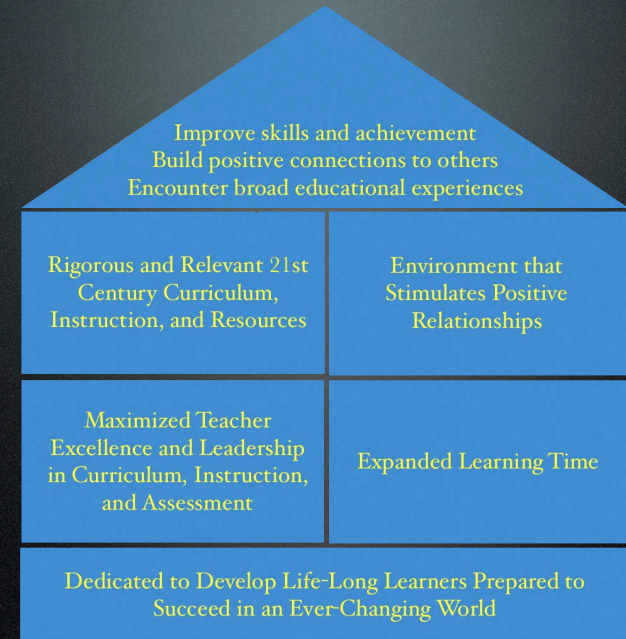 Improve skills and achievement
Build positive connections to others
Encounter broad educational experiences
Rigorous and Relevant 21st
Century Curriculum,
Instruction, and Resources
Environment that
Stimulates Positive
Relationships
Maximized Teacher
Excellence and Leadership
in Curriculum, Instruction,
and Assessment
Expanded Learning Time
Dedicated to Develop Life-Long Learners Prepared to
Succeed in an Ever-Changing World